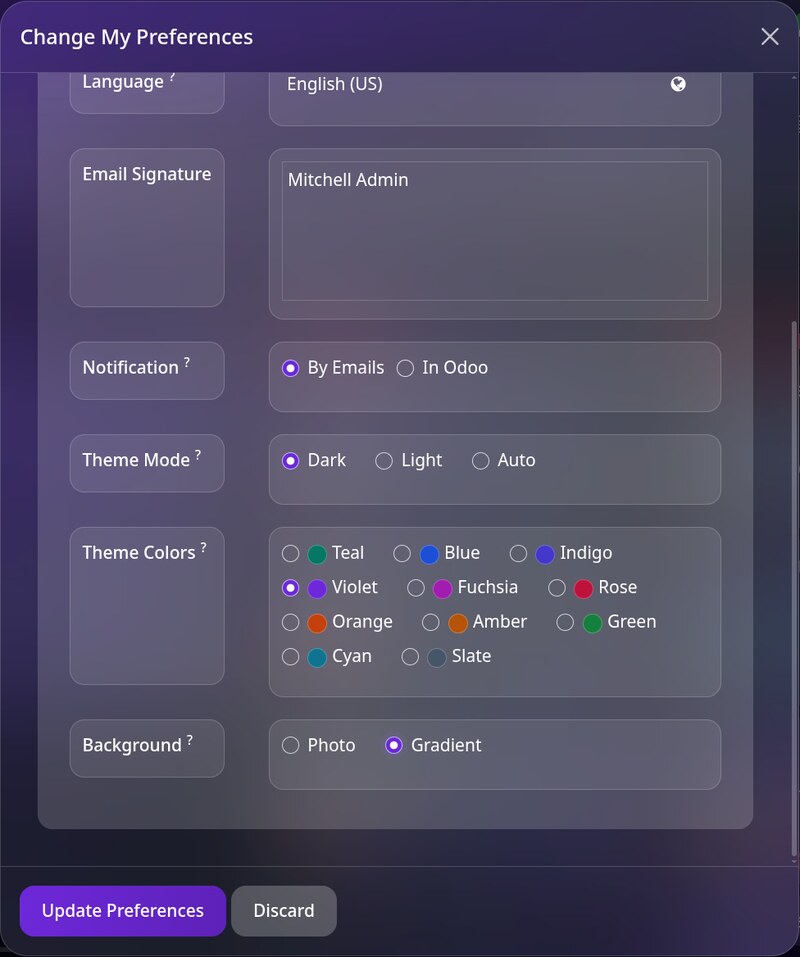 Change My Preferences
Language ?
English (US)
Email Signature
Mitchell Admin
Notification ?
By Emails In Odoo
Theme Mode ?
Dark Light Auto
Theme Colors ?
Teal Blue Indigo
Violet Fuchsia Rose
Orange Amber Green
Cyan Slate
Background ?
Photo Gradient
Update Preferences Discard